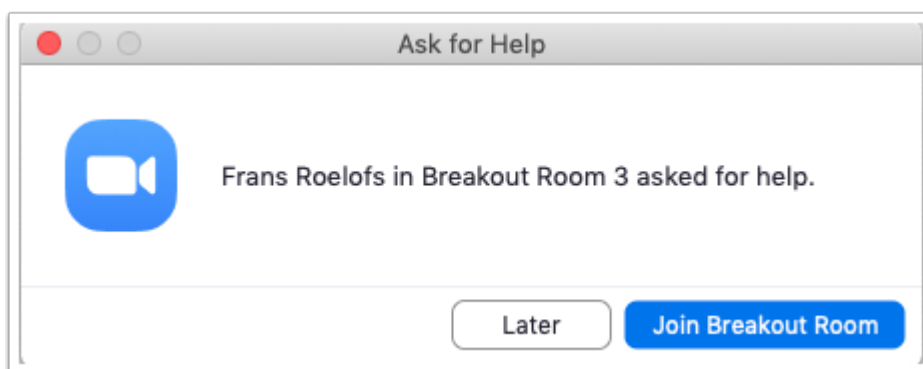 Ask for Help
Frans Roelofs in Breakout Room 3 asked for help.
Later
Join Breakout Room